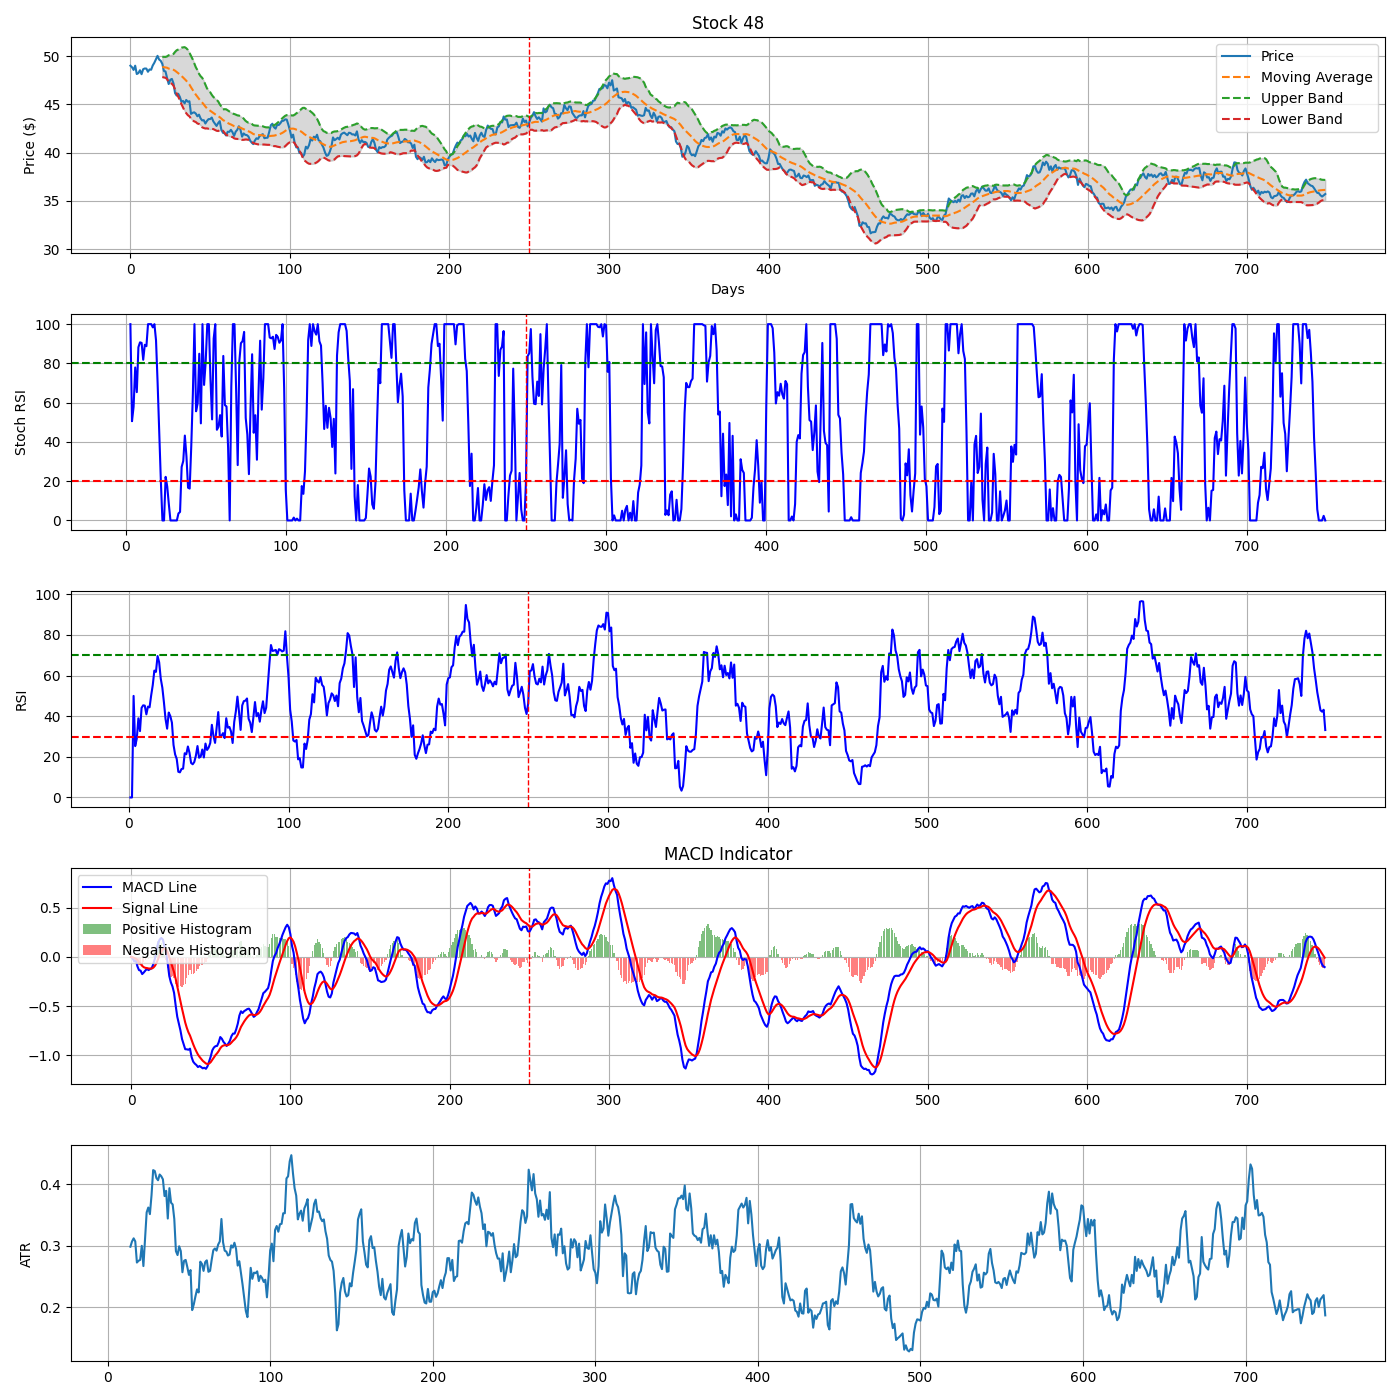 Stock 48
50
45
40
35
30
Price ($)
Price
Moving Average
Upper Band
Lower Band
0 100 200 300 400 500 600 700
Days
100
80
60
40
20
0
Stoch RSI
0 100 200 300 400 500 600 700
100
80
60
40
20
0
RSI
0 100 200 300 400 500 600 700
MACD Indicator
0.5
0.0
−0.5
−1.0
MACD Line
Signal Line
Positive Histogram
Negative Histogram
0 100 200 300 400 500 600 700
0.4
0.3
0.2
ATR
0 100 200 300 400 500 600 700